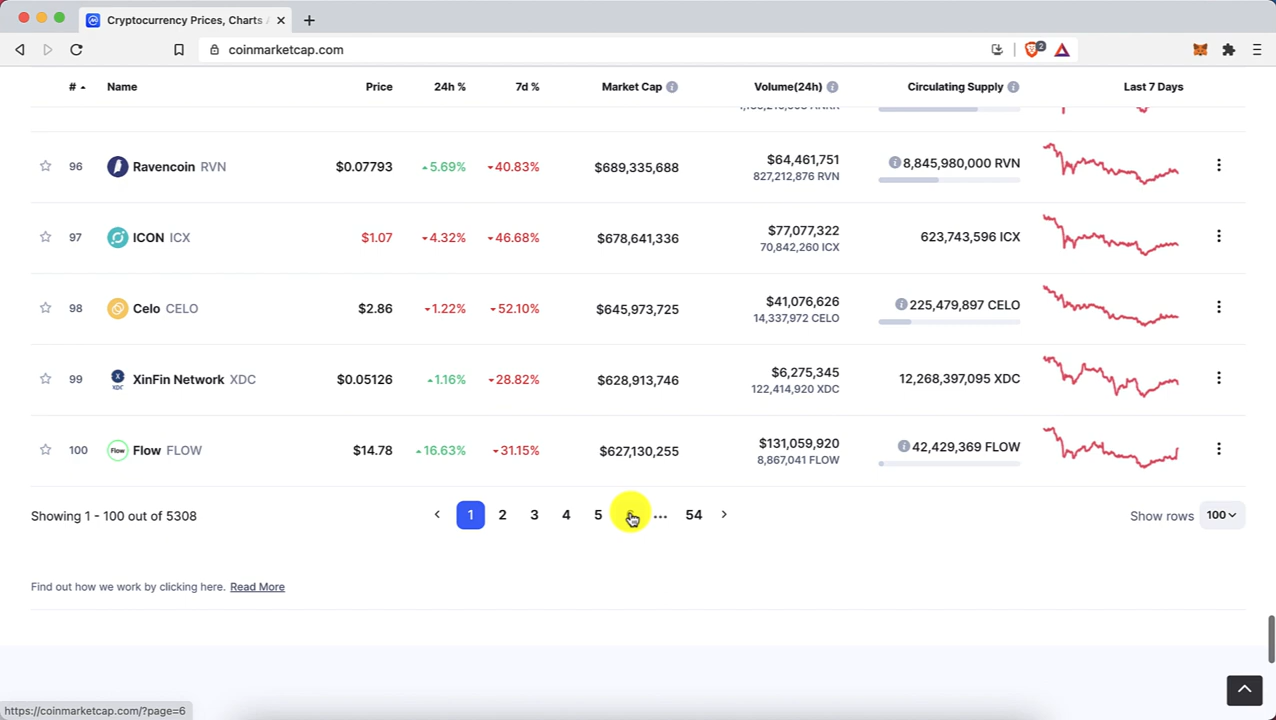 Cryptocurrency Prices, Charts
coinmarketcap.com
2
# Name Price 24h % 7d % Market Cap Volume(24h) Circulating Supply Last 7 Days
96 Ravencoin RVN $0.07793 5.69% 40.83% $689,335,688 $64,461,751 8,845,980,000 RVN
827,212,876 RVN
97 ICON ICX $1.07 4.32% 46.68% $678,641,336 $77,077,322 623,743,596 ICX
70,842,260 ICX
98 Celo CELO $2.86 1.22% 52.10% $645,973,725 $41,076,626 225,479,897 CELO
14,337,972 CELO
99 XDC XinFin Network XDC $0.05126 1.16% 28.82% $628,913,746 $6,275,345 12,268,397,095 XDC
122,414,920 XDC
100 Flow Flow FLOW $14.78 16.63% 31.15% $627,130,255 $131,059,920 42,429,369 FLOW
8,867,041 FLOW
Showing 1 - 100 out of 5308 1 2 3 4 5 ... 54 Show rows 100
Find out how we work by clicking here. Read More
https://coinmarketcap.com/?page=6